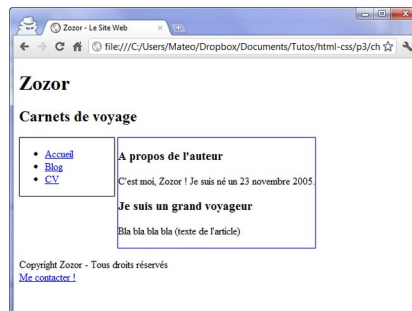 Zozor - Le Site Web
file:///C:/Users/Mateo/Dropbox/Documents/Tutos/html-css/p3/ch
Zozor
Carnets de voyage
Accueil
Blog
CV
A propos de l'auteur
C'est moi, Zozor ! Je suis né un 23 novembre 2005.
Je suis un grand voyageur
Bla bla bla bla (texte de l'article)
Copyright Zozor - Tous droits réservés
Me contacter !